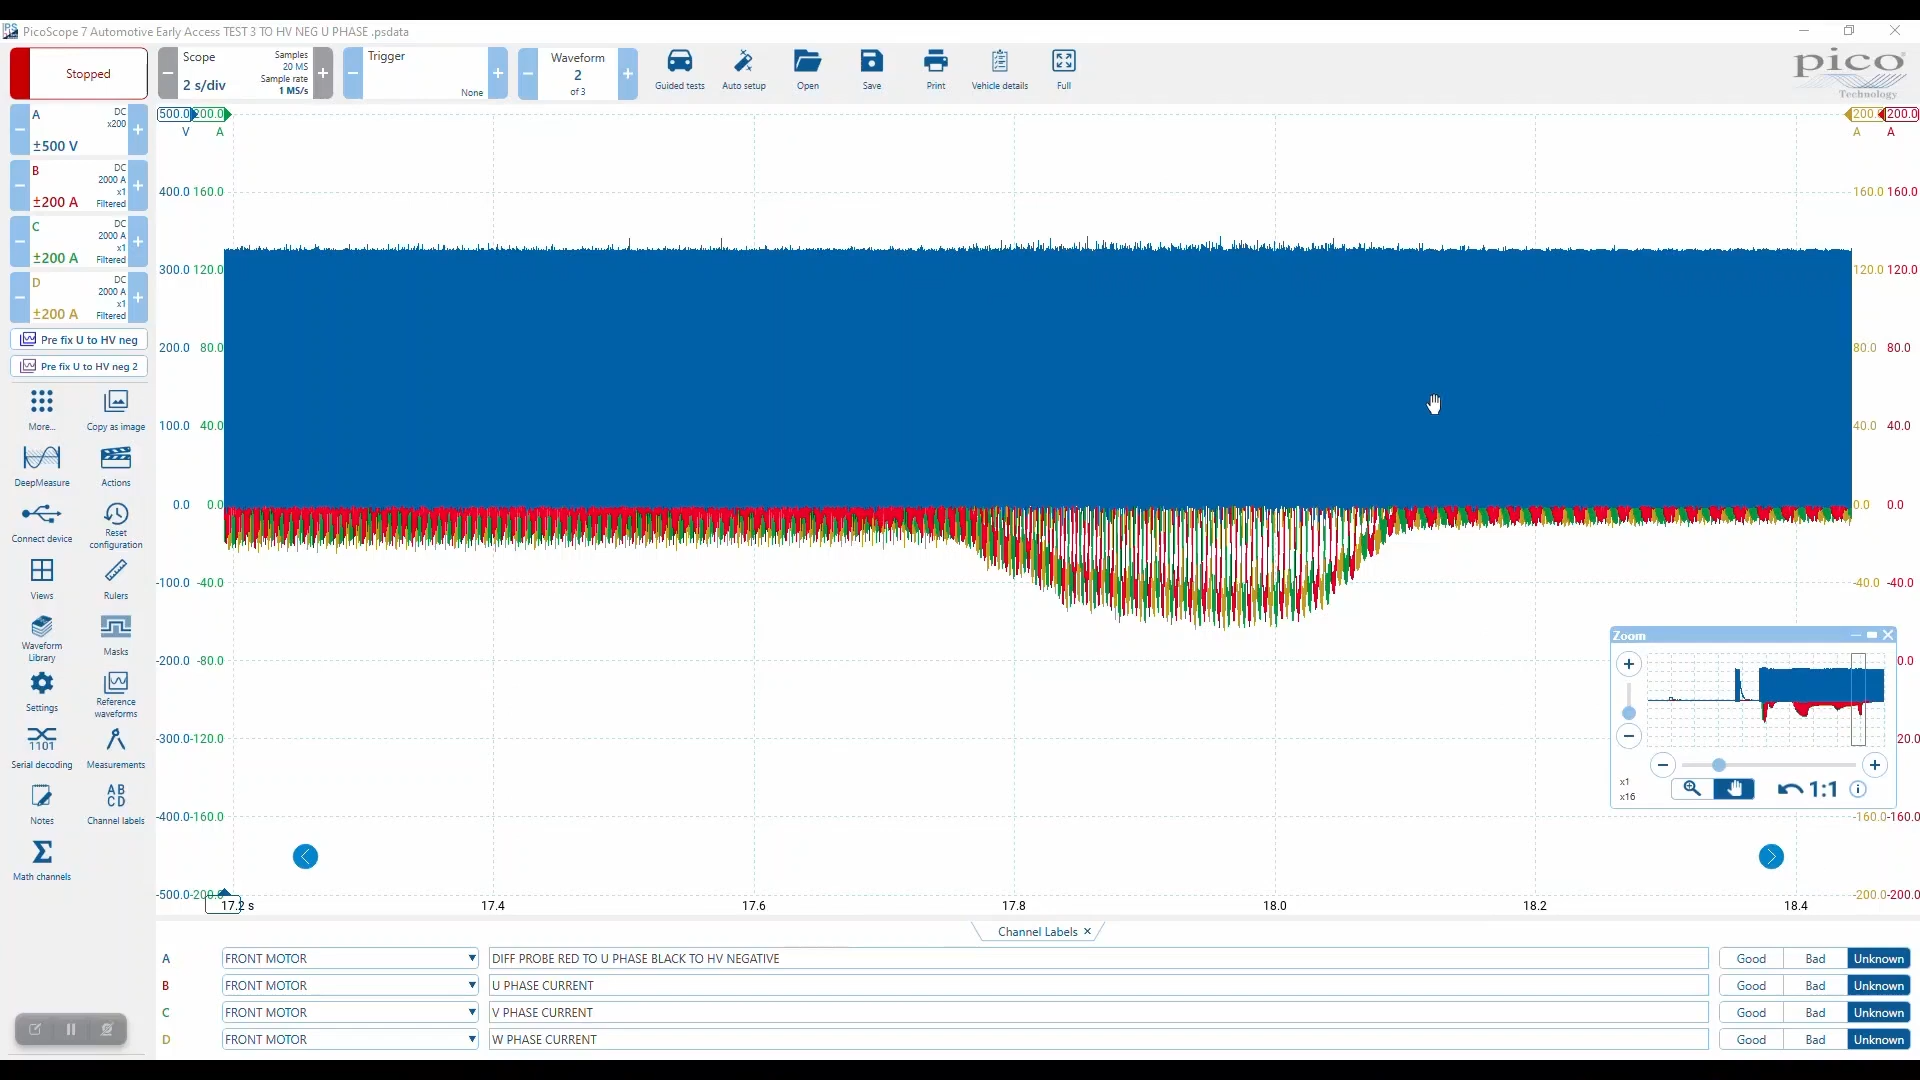 PicoScope 7 Automotive Early Access TEST 3 TO HV NEG U PHASE .psdata
Stopped
Scope
2 s/div
Samples
20 MS
Sample rate
1 MS/s
Trigger
None
Waveform
2
of 3
Guided tests
Auto setup
Open
Save
Print
Vehicle details
Full
pico
Technology
A
DC
x200
±500 V
B
DC
2000 A
x1
Filtered
±200 A
C
DC
2000 A
x1
Filtered
±200 A
D
DC
2000 A
x1
Filtered
±200 A
Pre fix U to HV neg
Pre fix U to HV neg 2
More...
Copy as image
DeepMeasure
Actions
Connect device
Reset
configuration
Views
Rulers
Waveform
Library
Masks
Settings
Reference
waveforms
1101
Serial decoding
Measurements
Notes
AB
CD
Channel labels
Math channels
500.0 200.0
V A
400.0 160.0
300.0 120.0
200.0 80.0
100.0 40.0
0.0 0.0
-100.0 -40.0
-200.0 -80.0
-300.0 -120.0
-400.0 -160.0
-500.0 -200.0
200. 200.0
A A
160.0 160.0
120.0 120.0
80.0 80.0
40.0 40.0
0.0 0.0
-40.0 -40.0
0.0
20.0
-160.0 -160.0
-200.0 -200.0
17.2 s
17.4
17.6
17.8
18.0
18.2
18.4
Zoom
x1
x16
1:1
Channel Labels
A
FRONT MOTOR
DIFF PROBE RED TO U PHASE BLACK TO HV NEGATIVE
Good
Bad
Unknown
B
FRONT MOTOR
U PHASE CURRENT
Good
Bad
Unknown
C
FRONT MOTOR
V PHASE CURRENT
Good
Bad
Unknown
D
FRONT MOTOR
W PHASE CURRENT
Good
Bad
Unknown